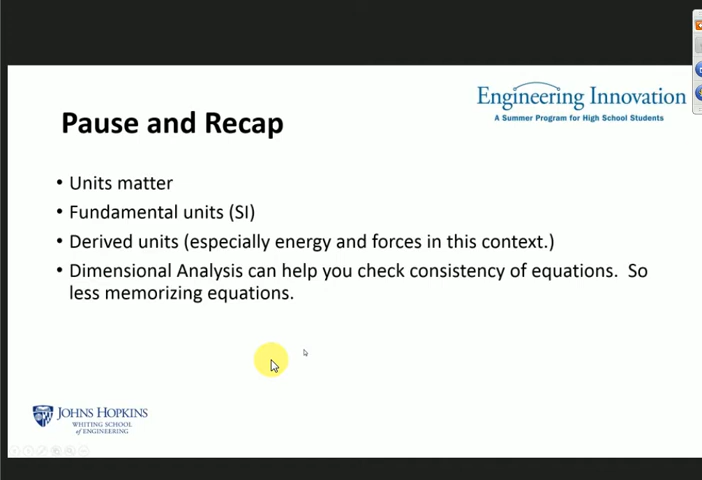 Engineering Innovation
A Summer Program for High School Students
Pause and Recap
• Units matter
• Fundamental units (SI)
• Derived units (especially energy and forces in this context.)
• Dimensional Analysis can help you check consistency of equations.  So
less memorizing equations.
JOHNS HOPKINS
WHITING SCHOOL
of ENGINEERING